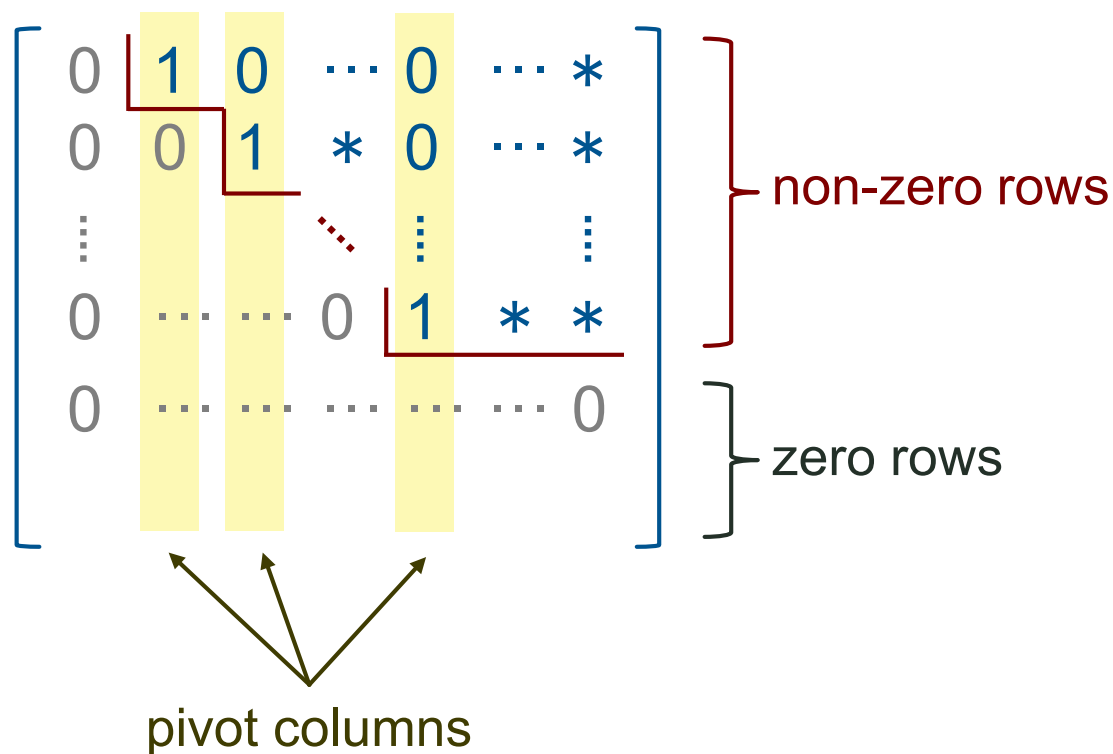 0 1 0 ⋯ 0 ⋯ *
0 0 1 * 0 ⋯ *
⋮ ⋱ ⋮ ⋮
non-zero rows
0 ⋯ ⋯ 0 1 * *
0 ⋯ ⋯ ⋯ ⋯ ⋯ 0
zero rows
pivot columns